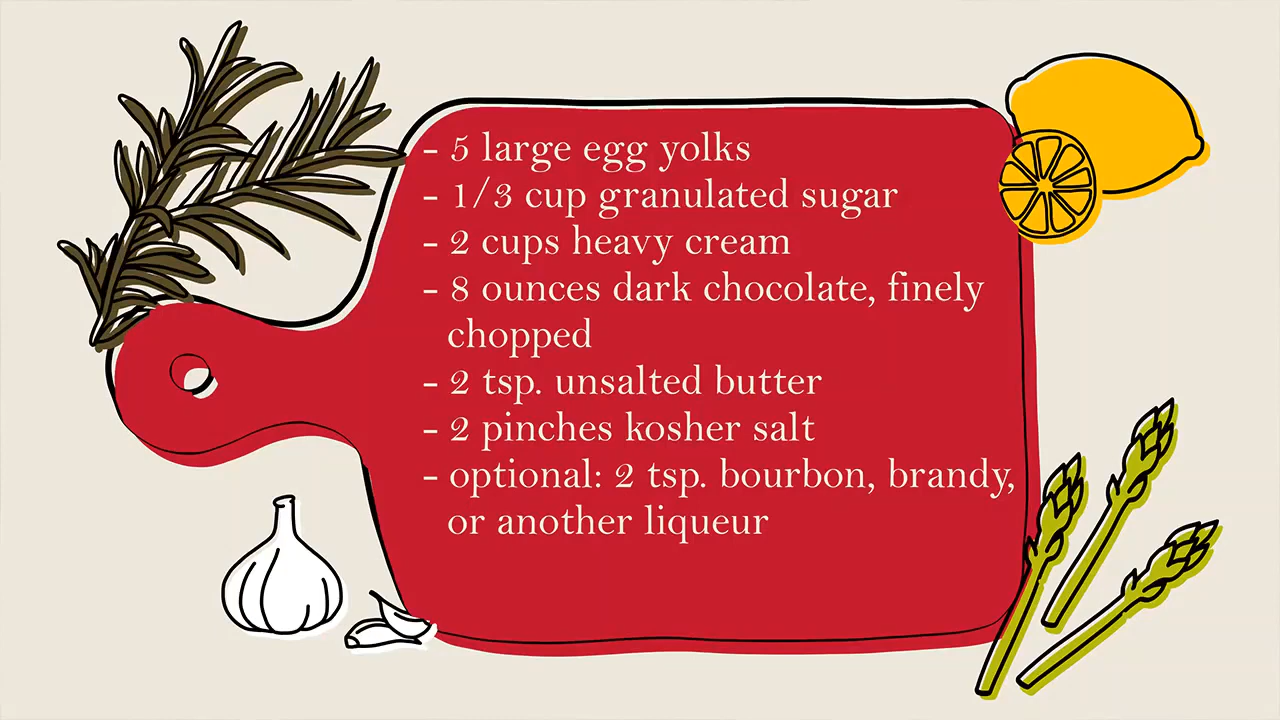 - 5 large egg yolks
- 1/3 cup granulated sugar
- 2 cups heavy cream
- 8 ounces dark chocolate, finely
chopped
- 2 tsp. unsalted butter
- 2 pinches kosher salt
- optional: 2 tsp. bourbon, brandy,
or another liqueur